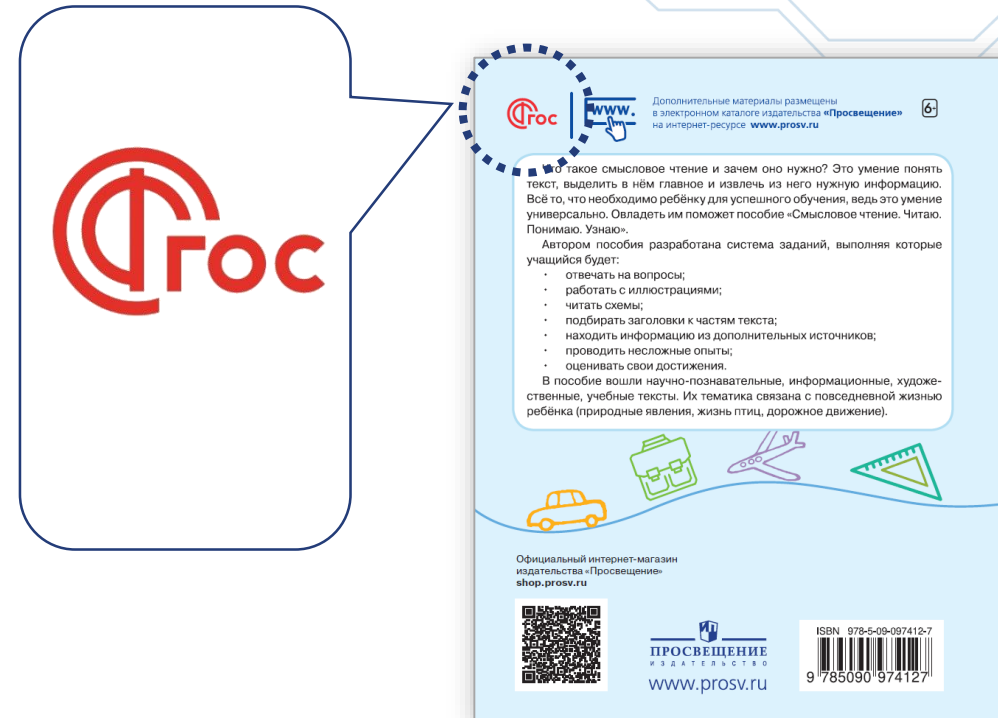 ФГОС
ФГОС
www.
Дополнительные материалы размещены
в электронном каталоге издательства «Просвещение»
на интернет-ресурсе www.prosv.ru
6+
Что такое смысловое чтение и зачем оно нужно? Это умение понять
текст, выделить в нём главное и извлечь из него нужную информацию.
Всё то, что необходимо ребёнку для успешного обучения, ведь это умение
универсально. Овладеть им поможет пособие «Смысловое чтение. Читаю.
Понимаю. Узнаю».
Автором пособия разработана система заданий, выполняя которые
учащийся будет:
· отвечать на вопросы;
· работать с иллюстрациями;
· читать схемы;
· подбирать заголовки к частям текста;
· находить информацию из дополнительных источников;
· проводить несложные опыты;
· оценивать свои достижения.
В пособие вошли научно-познавательные, информационные, художе-
ственные, учебные тексты. Их тематика связана с повседневной жизнью
ребёнка (природные явления, жизнь птиц, дорожное движение).
Официальный интернет-магазин
издательства «Просвещение»
shop.prosv.ru
ИП
ПРОСВЕЩЕНИЕ
ИЗДАТЕЛЬСТВО
www.prosv.ru
ISBN 978-5-09-097412-7
9 785090 974127